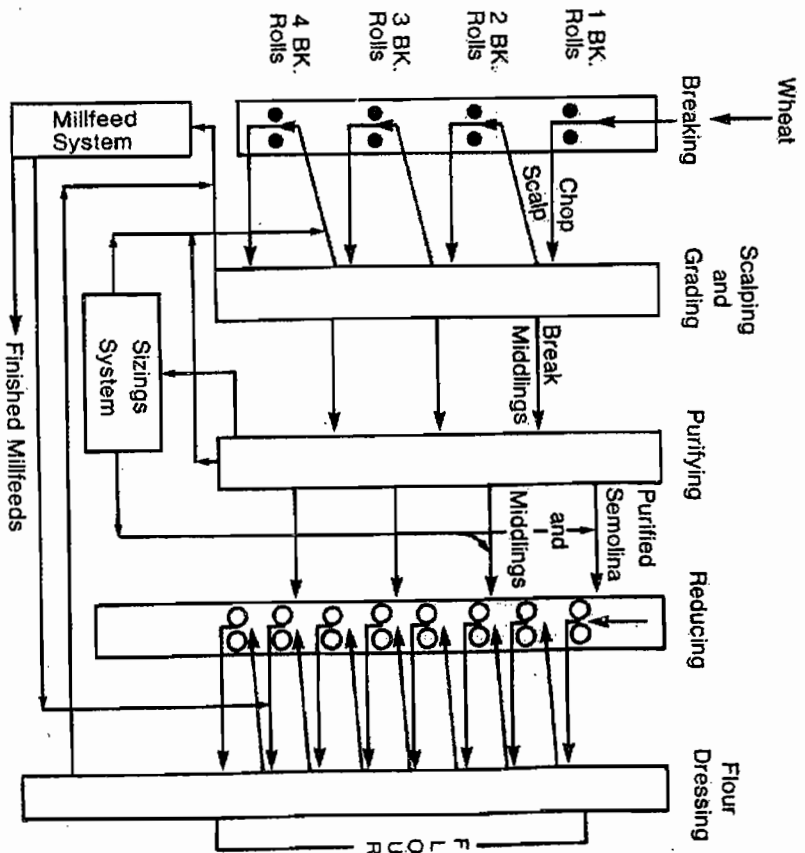 Wheat
Breaking
1 BK.
Rolls
2 BK.
Rolls
3 BK.
Rolls
4 BK.
Rolls
Chop
Scalp
Scalping
and
Grading
Break
Middlings
Purifying
Purified
Semolina
and
Middlings
Reducing
Flour
Dressing
FLOUR
Sizings
System
Millfeed
System
Finished Millfeeds